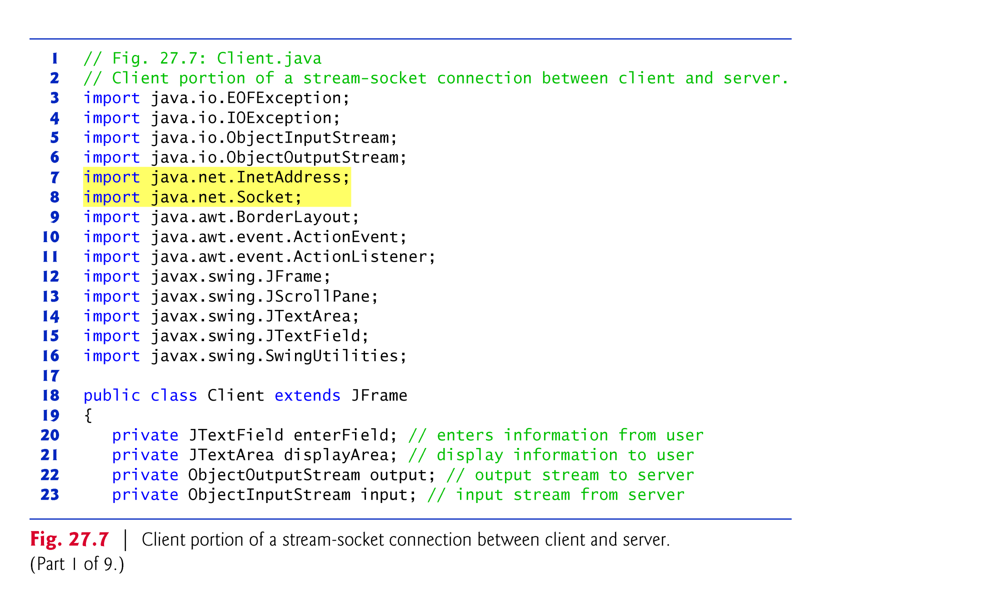 1 // Fig. 27.7: Client.java
2 // Client portion of a stream-socket connection between client and server.
3 import java.io.EOFException;
4 import java.io.IOException;
5 import java.io.ObjectInputStream;
6 import java.io.ObjectOutputStream;
7 import java.net.InetAddress;
8 import java.net.Socket;
9 import java.awt.BorderLayout;
10 import java.awt.event.ActionEvent;
11 import java.awt.event.ActionListener;
12 import javax.swing.JFrame;
13 import javax.swing.JScrollPane;
14 import javax.swing.JTextArea;
15 import javax.swing.JTextField;
16 import javax.swing.SwingUtilities;
17
18 public class Client extends JFrame
19 {
20    private JTextField enterField; // enters information from user
21    private JTextArea displayArea; // display information to user
22    private ObjectOutputStream output; // output stream to server
23    private ObjectInputStream input; // input stream from server
Fig. 27.7 | Client portion of a stream-socket connection between client and server.
(Part 1 of 9.)